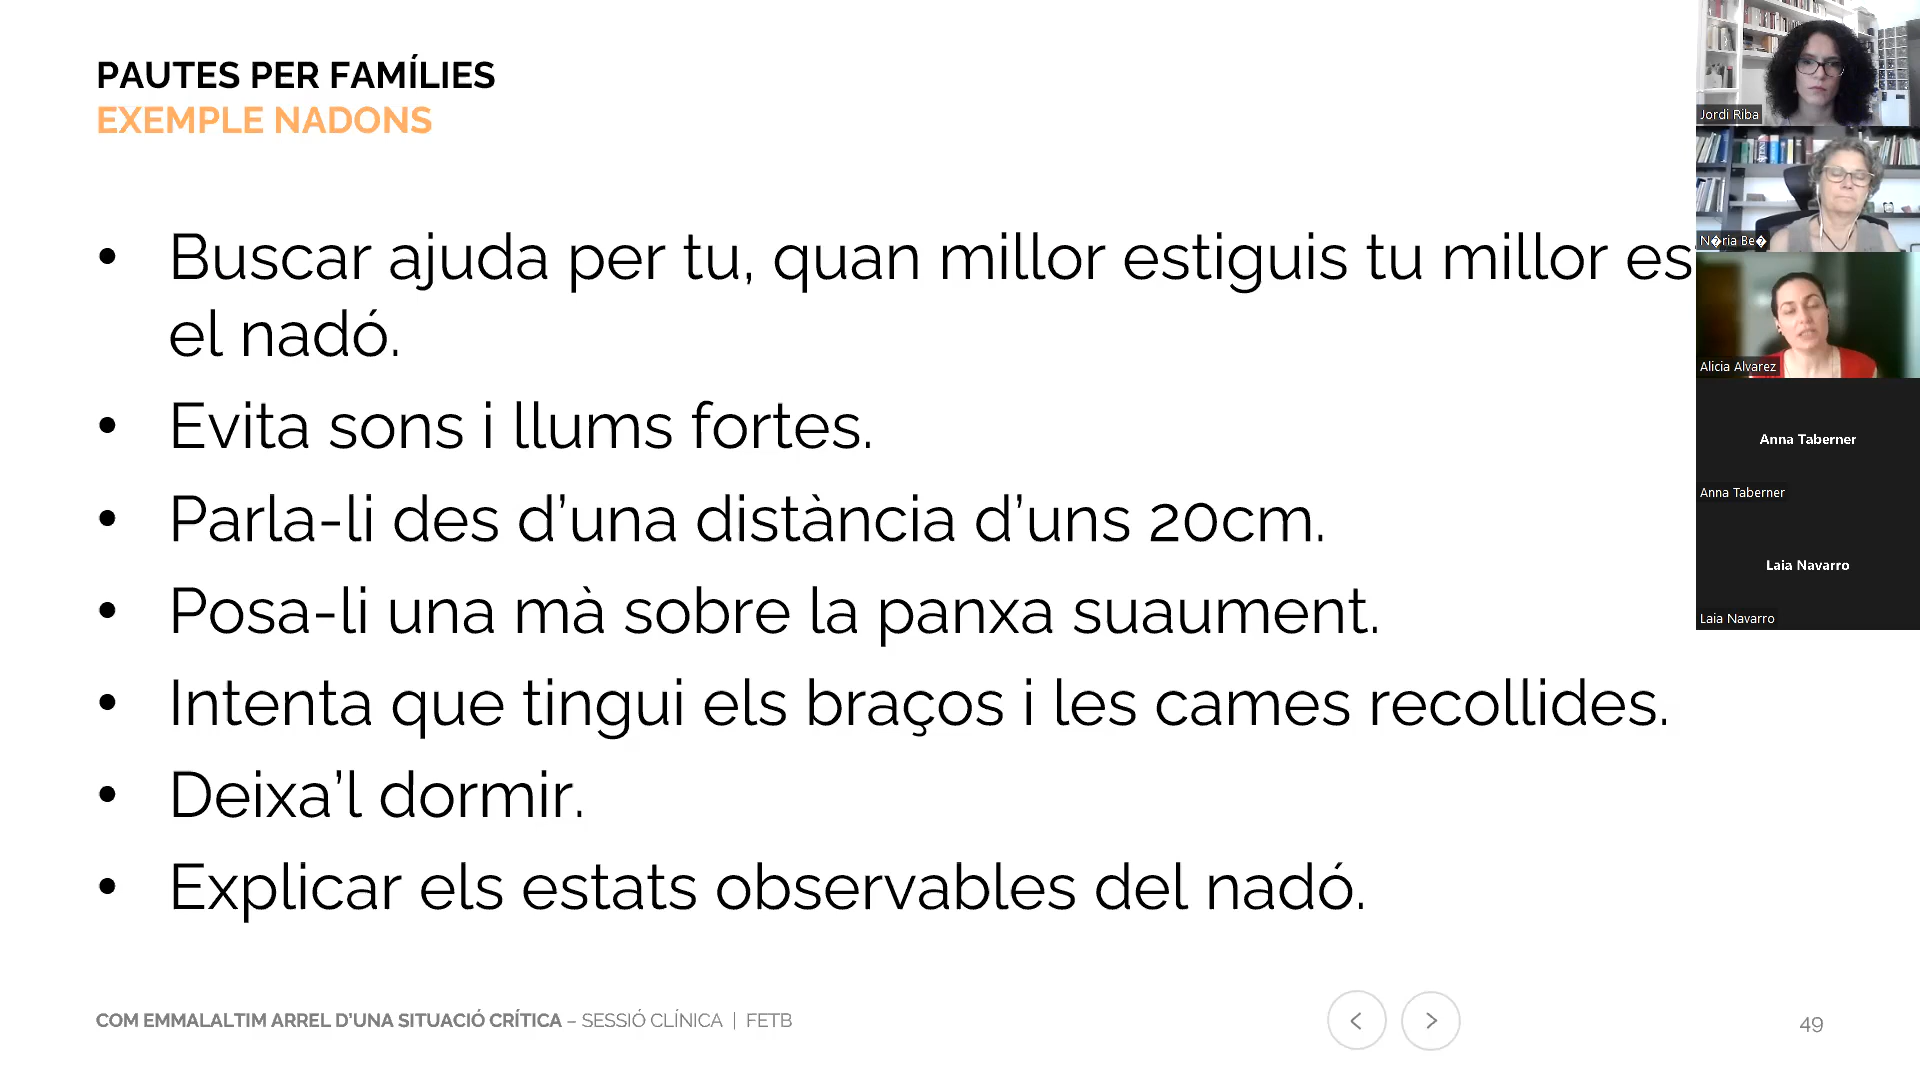 PAUTES PER FAMÍLIES
EXEMPLE NADONS
• Buscar ajuda per tu, quan millor estiguis tu millor es
el nadó.
• Evita sons i llums fortes.
• Parla-li des d’una distància d’uns 20cm.
• Posa-li una mà sobre la panxa suaument.
• Intenta que tingui els braços i les cames recollides.
• Deixa’l dormir.
• Explicar els estats observables del nadó.
COM EMMALALTIM ARREL D’UNA SITUACIÓ CRÍTICA – SESSIÓ CLÍNICA | FETB
49
Jordi Riba
N�ria Be�
Alicia Alvarez
Anna Taberner
Anna Taberner
Laia Navarro
Laia Navarro